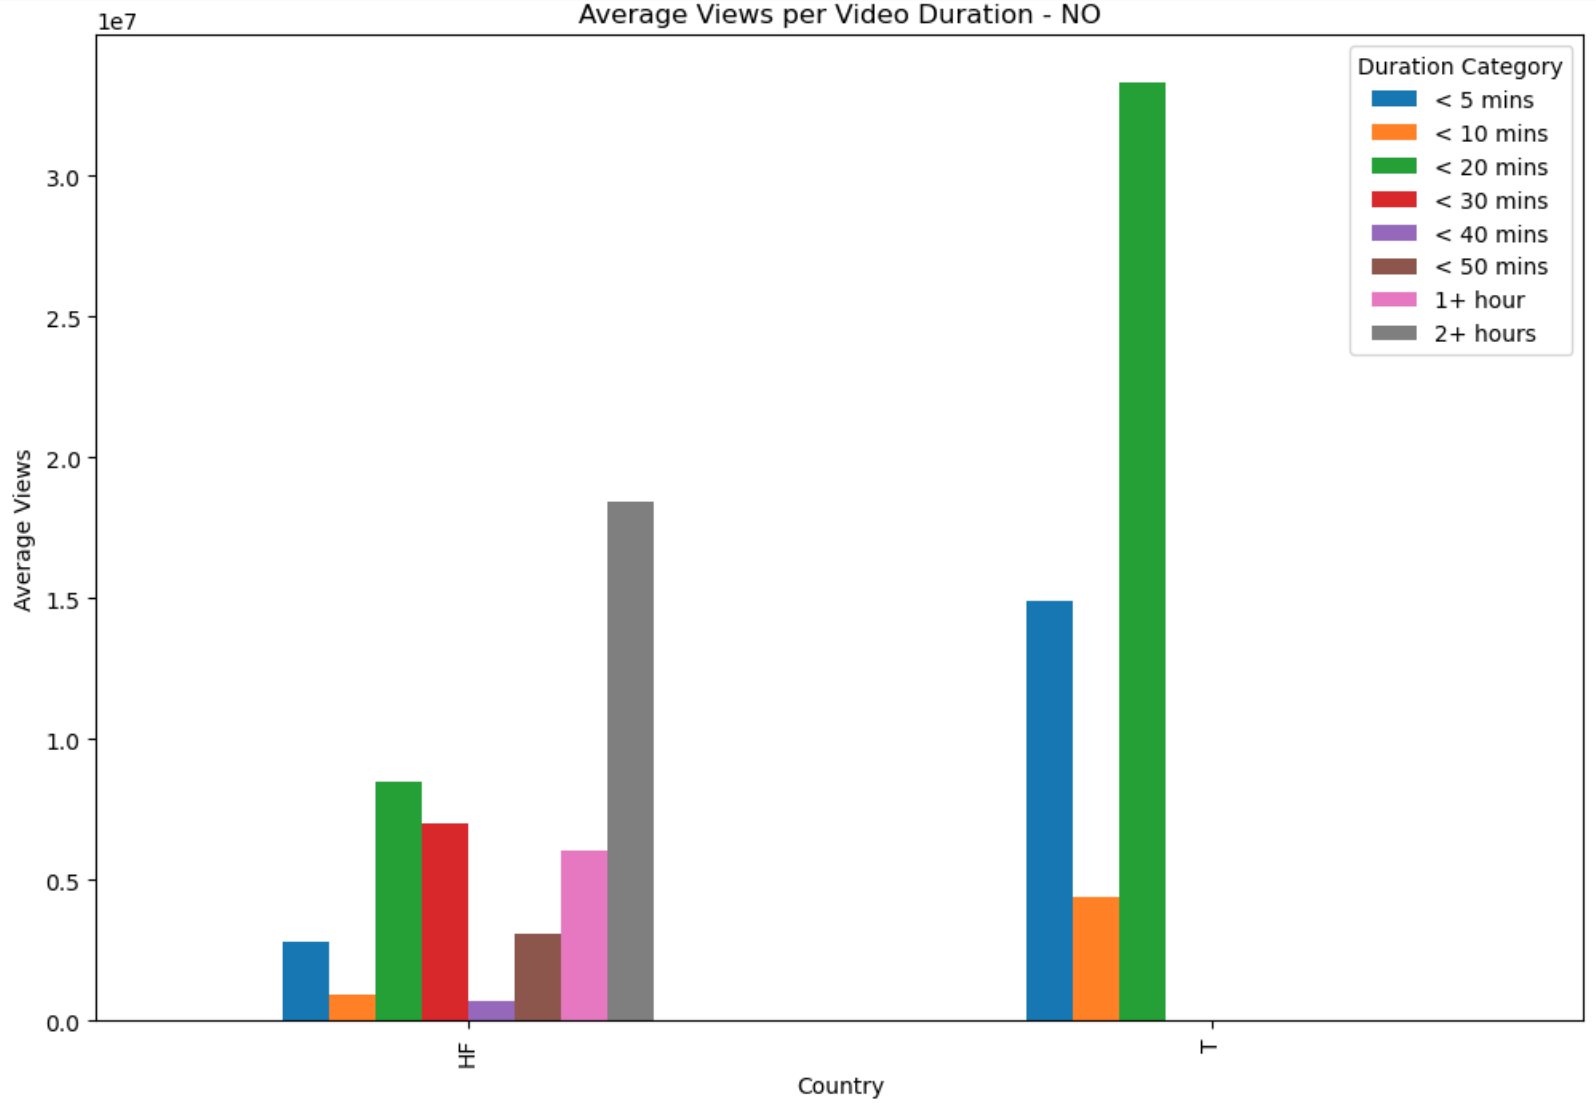 Average Views per Video Duration - NO
1e7
Duration Category
< 5 mins
< 10 mins
< 20 mins
< 30 mins
< 40 mins
< 50 mins
1+ hour
2+ hours
3.0
2.5
2.0
1.5
1.0
0.5
0.0
Average Views
HF
T
Country